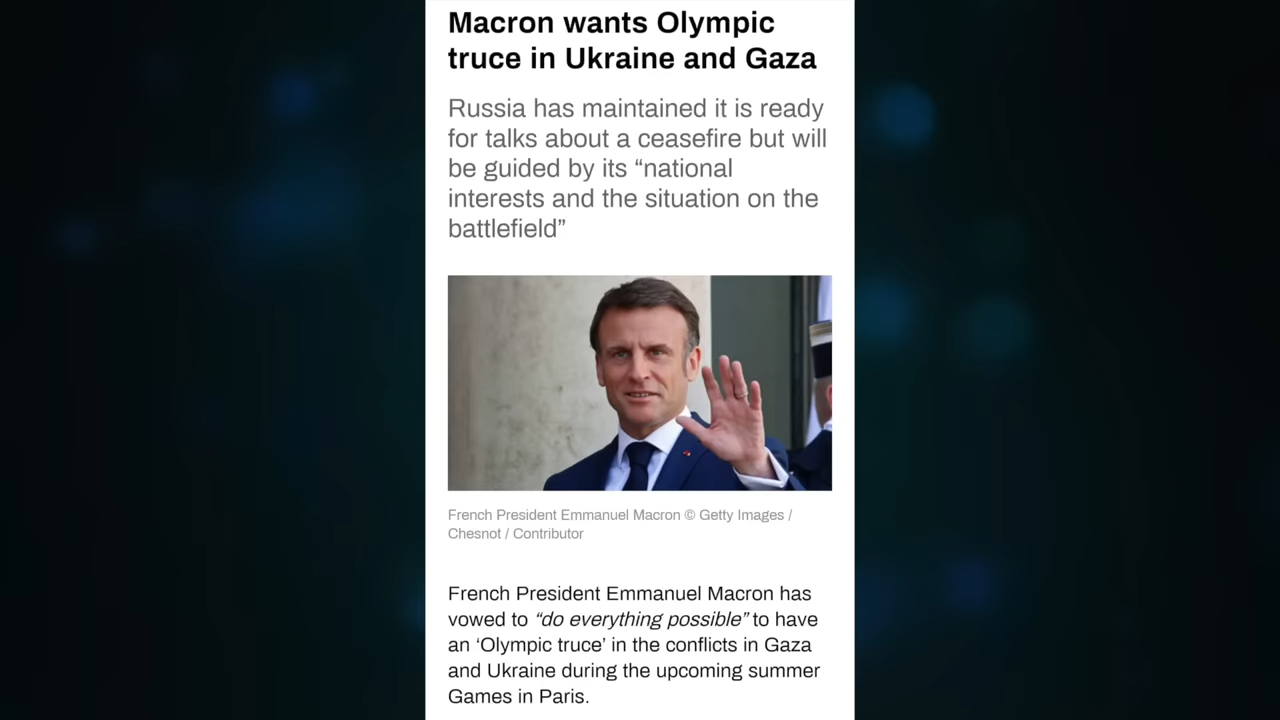 Macron wants Olympic
truce in Ukraine and Gaza
Russia has maintained it is ready
for talks about a ceasefire but will
be guided by its “national
interests and the situation on the
battlefield”
French President Emmanuel Macron © Getty Images /
Chesnot / Contributor
French President Emmanuel Macron has
vowed to “do everything possible” to have
an ‘Olympic truce’ in the conflicts in Gaza
and Ukraine during the upcoming summer
Games in Paris.